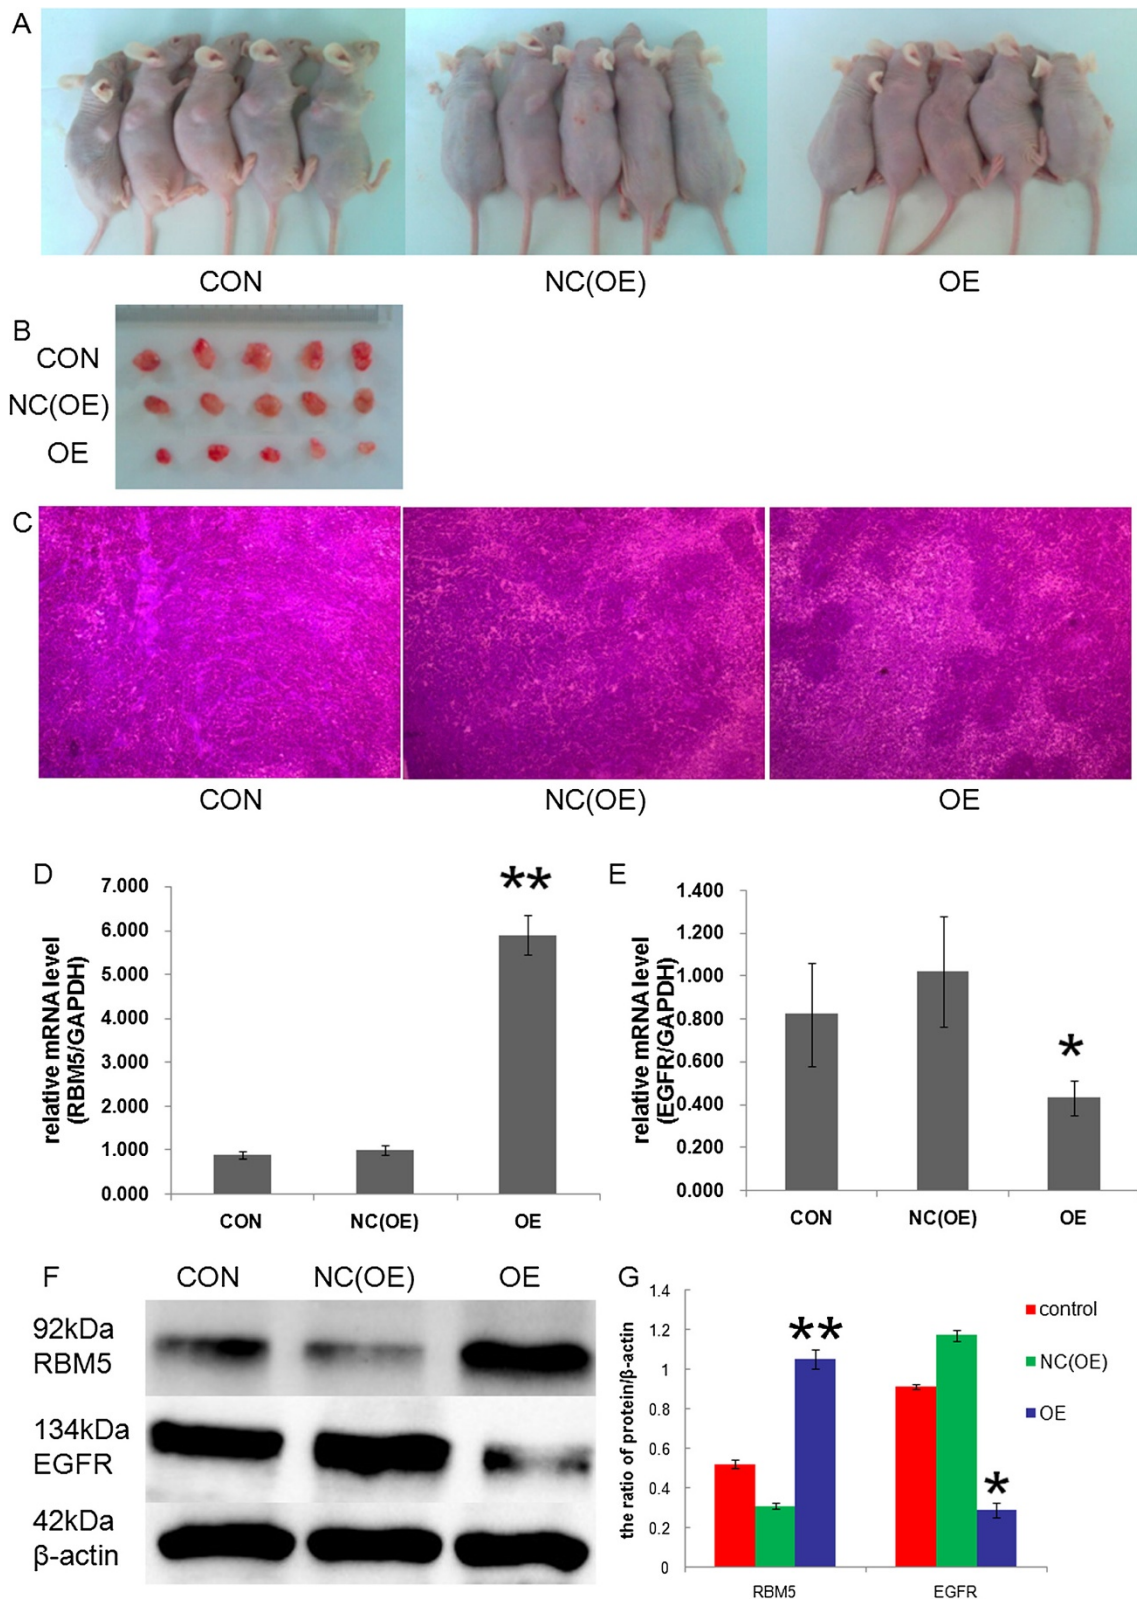 A
CON NC(OE) OE
B
CON
NC(OE)
OE
C
CON NC(OE) OE
D
**
7.000
6.000
5.000
4.000
3.000
2.000
1.000
0.000
relative mRNA level
(RBM5/GAPDH)
CON NC(OE) OE
E
1.400
1.200
1.000
0.800
0.600
0.400
0.200
0.000
*
relative mRNA level
(EGFR/GAPDH)
CON NC(OE) OE
F
CON NC(OE) OE
92kDa
RBM5
134kDa
EGFR
42kDa
β-actin
G
1.4
1.2
1
0.8
0.6
0.4
0.2
0
**
*
the ratio of protein/β-actin
control
NC(OE)
OE
RBM5 EGFR